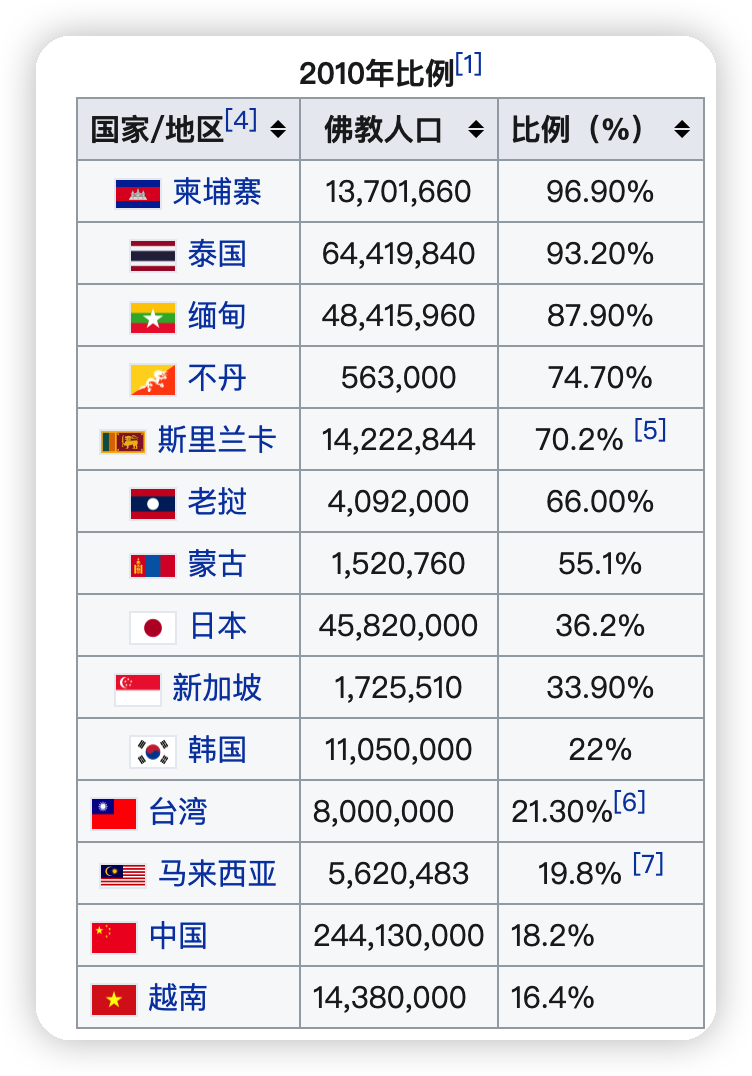 2010年比例[1]
国家/地区[4] 佛教人口 比例（%）
柬埔寨 13,701,660 96.90%
泰国 64,419,840 93.20%
缅甸 48,415,960 87.90%
不丹 563,000 74.70%
斯里兰卡 14,222,844 70.2% [5]
老挝 4,092,000 66.00%
蒙古 1,520,760 55.1%
日本 45,820,000 36.2%
新加坡 1,725,510 33.90%
韩国 11,050,000 22%
台湾 8,000,000 21.30%[6]
马来西亚 5,620,483 19.8% [7]
中国 244,130,000 18.2%
越南 14,380,000 16.4%